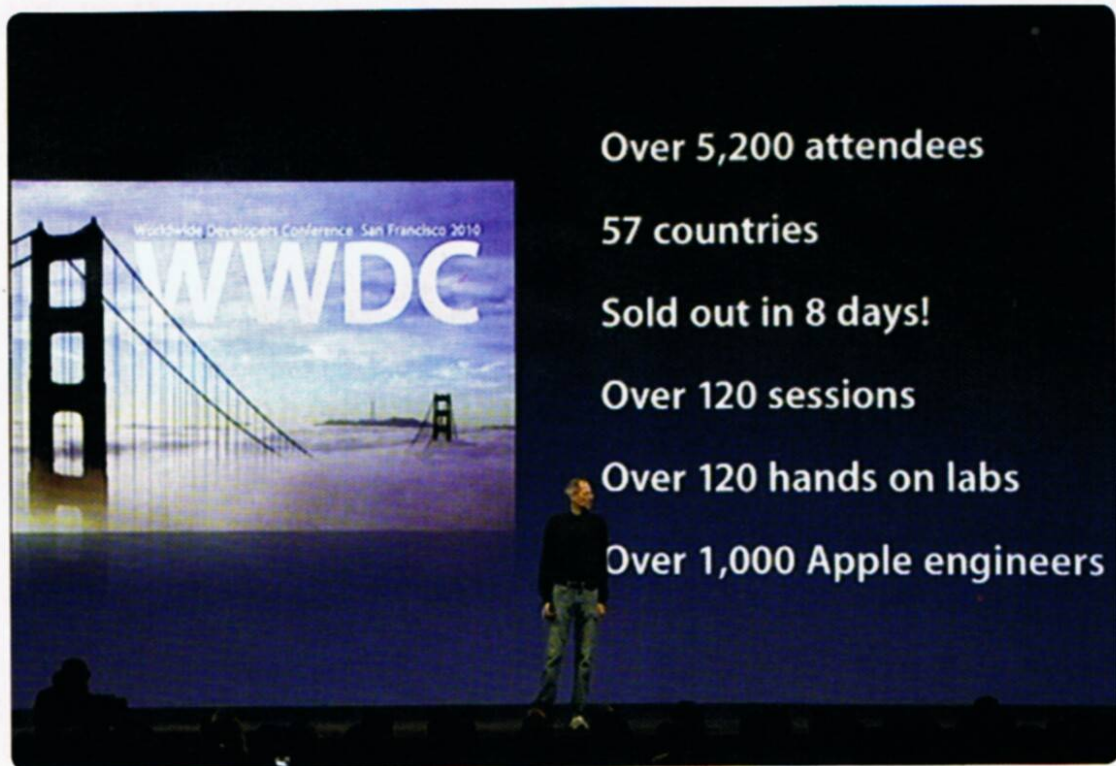 Worldwide Developers Conference San Francisco 2010
WWDC
Over 5,200 attendees
57 countries
Sold out in 8 days!
Over 120 sessions
Over 120 hands on labs
Over 1,000 Apple engineers